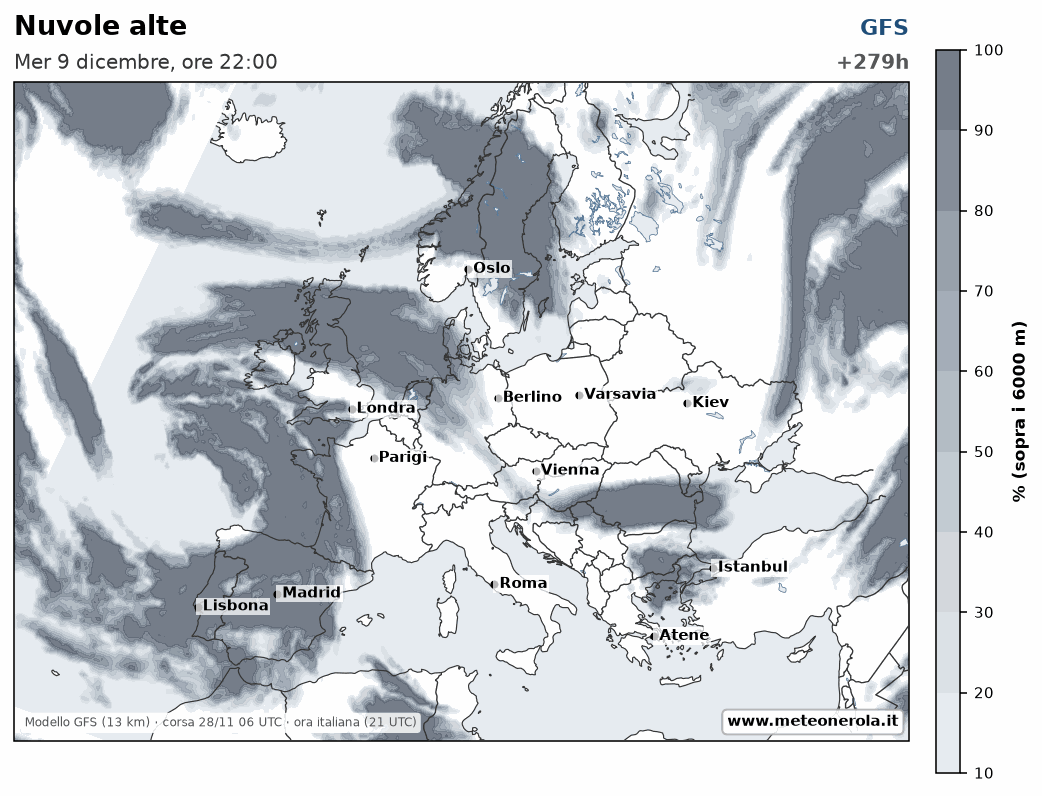 Nuvole alte
GFS
Mer 9 dicembre, ore 22:00
+279h
100
90
80
70
60
50
40
30
20
10
% (sopra i 6000 m)
Oslo
Berlino
Varsavia
Kiev
Londra
Parigi
Vienna
Istanbul
Roma
Madrid
Lisbona
Atene
Modello GFS (13 km) · corsa 28/11 06 UTC · ora italiana (21 UTC)
www.meteonerola.it